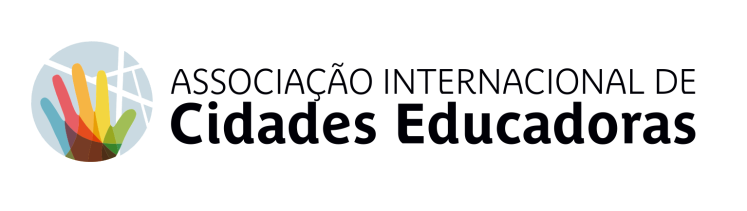 ASSOCIAÇÃO INTERNACIONAL DE
Cidades Educadoras